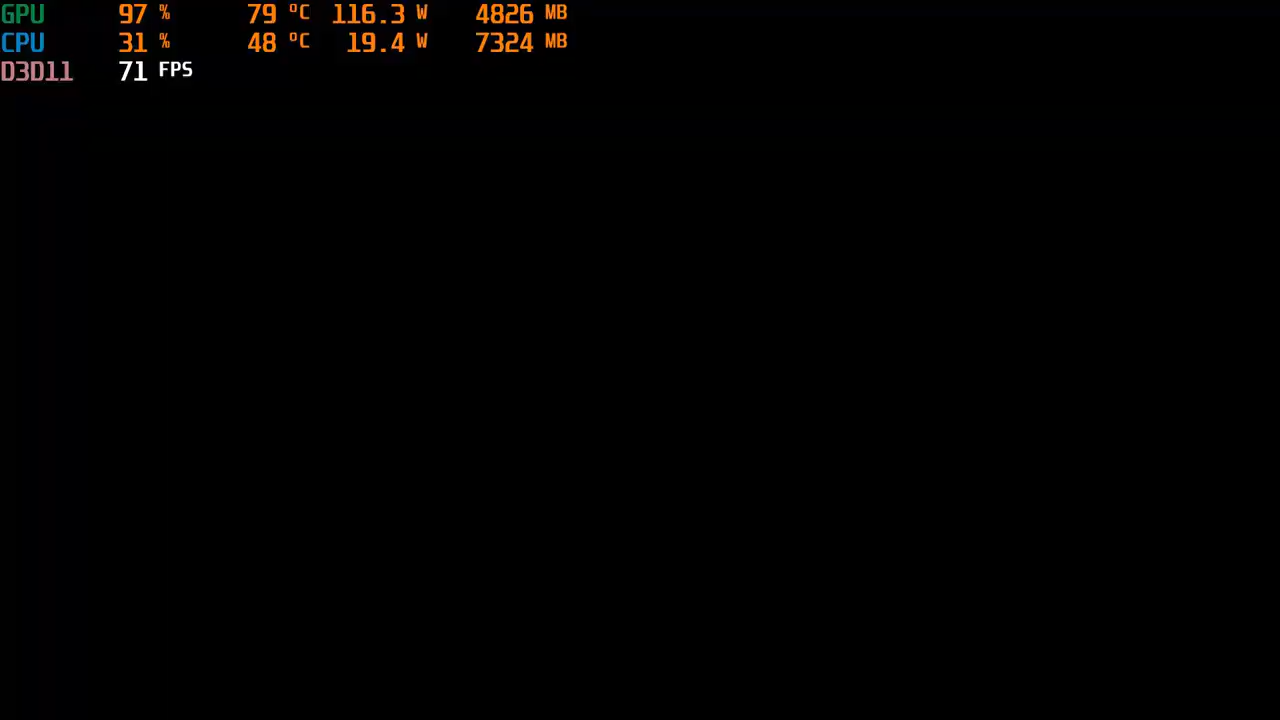 GPU 97 % 79 °C 116.3 W 4826 MB
CPU 31 % 48 °C 19.4 W 7324 MB
D3D11 71 FPS